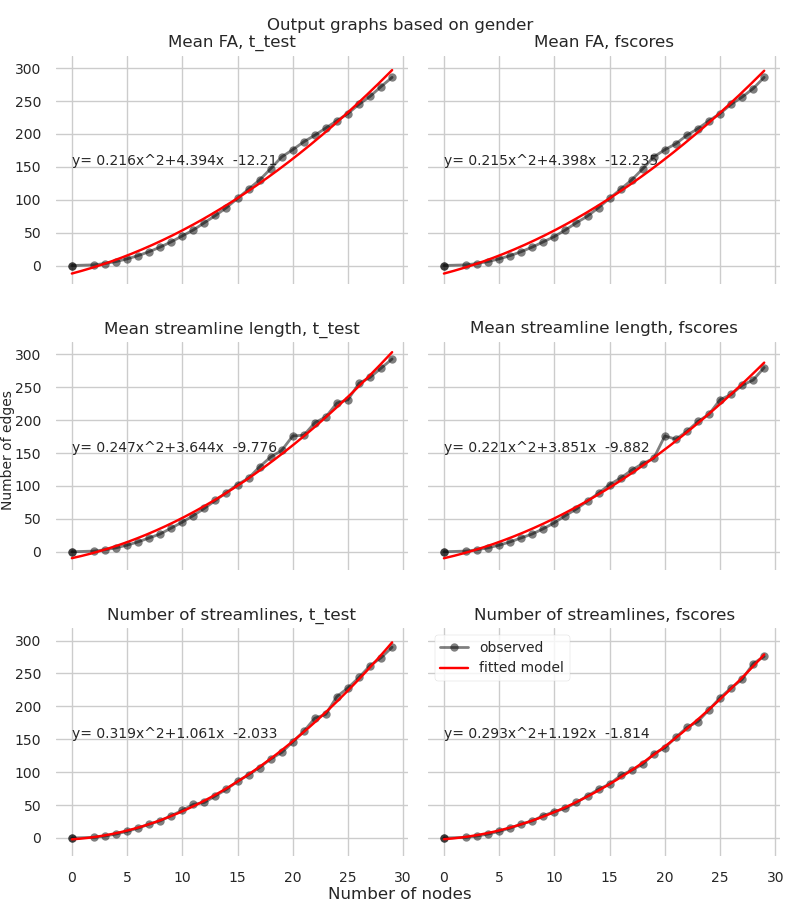 Output graphs based on gender
Mean FA, t_test
Mean FA, fscores
300
250
200
150
100
50
0
y= 0.216x^2+4.394x  -12.21
y= 0.215x^2+4.398x  -12.233
Mean streamline length, t_test
Mean streamline length, fscores
300
250
200
150
100
50
0
Number of edges
y= 0.247x^2+3.644x  -9.776
y= 0.221x^2+3.851x  -9.882
Number of streamlines, t_test
Number of streamlines, fscores
300
250
200
150
100
50
0
observed
fitted model
y= 0.319x^2+1.061x  -2.033
y= 0.293x^2+1.192x  -1.814
0 5 10 15 20 25 30
0 5 10 15 20 25 30
Number of nodes